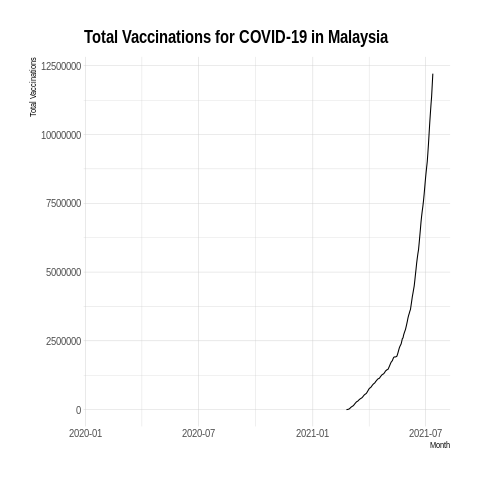 Total Vaccinations for COVID-19 in Malaysia
Total Vaccinations
12500000
10000000
7500000
5000000
2500000
0
2020-01 2020-07 2021-01 2021-07
Month